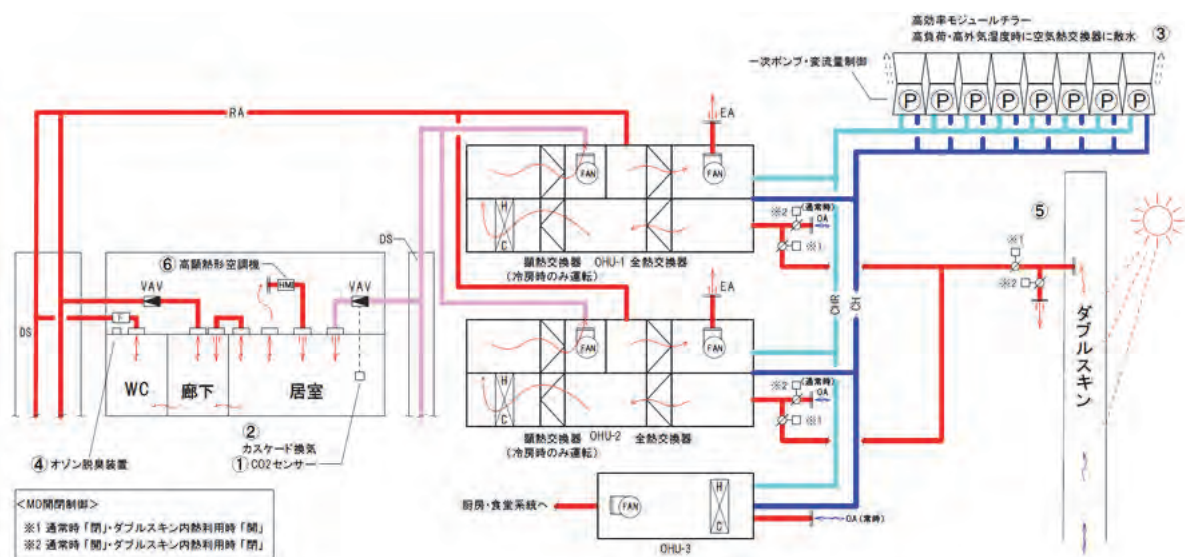 高効率モジュールチラー
高負荷・高外気湿度時に空気熱交換器に散水
③
一次ポンプ・変流量制御
P P P P P P P P
RA
EA
FAN
FAN
※2
(通常時)
OA
※1
H
C
顕熱交換器
(冷房時のみ運転)
OHU-1
全熱交換器
⑤
※1
※2
ダブルスキン
DS
⑥ 高顕熱形空調機
HM
VAV
VAV
F
DS
WC
廊下
居室
②
カスケード換気
① CO2センサー
④ オゾン脱臭装置
EA
FAN
FAN
CHR
CH
※2
(通常時)
OA
※1
H
C
顕熱交換器
(冷房時のみ運転)
OHU-2
全熱交換器
厨房・食堂系統へ
FAN
H
C
OA(常時)
OHU-3
<MD開閉制御>
※1 通常時「閉」・ダブルスキン内熱利用時「開」
※2 通常時「開」・ダブルスキン内熱利用時「閉」